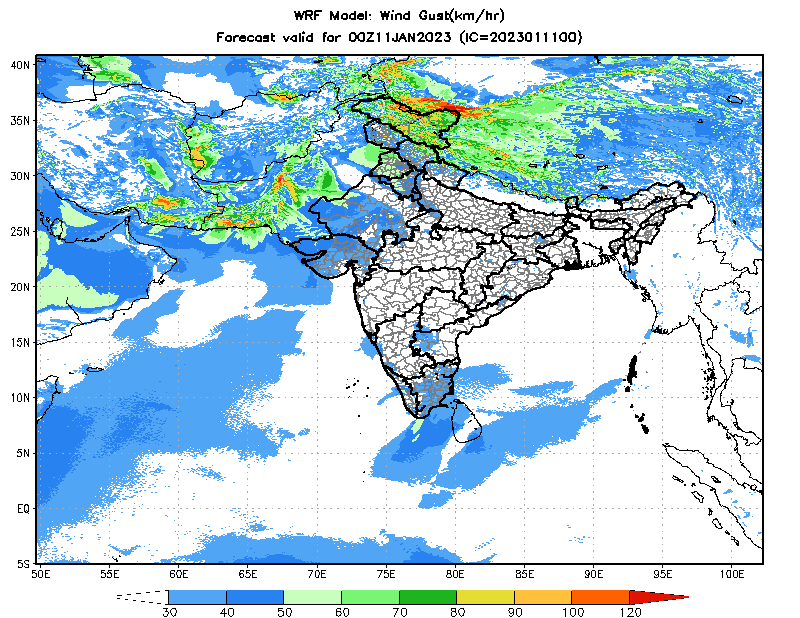 WRF Model: Wind Gust(km/hr)
Forecast valid for 00Z11JAN2023 (IC=2023011100)
40N
35N
30N
25N
20N
15N
10N
5N
EQ
5S
50E 55E 60E 65E 70E 75E 80E 85E 90E 95E 100E
30 40 50 60 70 80 90 100 120